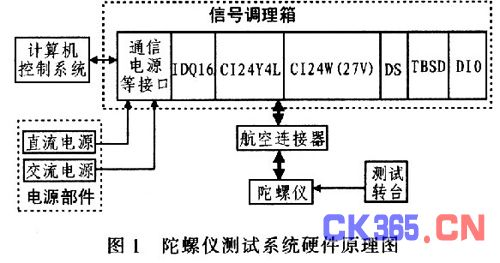 信号调理箱
计算机
控制系统
通信
电源
等接口
IDQ16
CI24Y4L
CI24W(27V)
DS
TBSD
DIO
直流电源
交流电源
电源部件
航空连接器
陀螺仪
测试
转台
CK365.CN
图1 陀螺仪测试系统硬件原理图